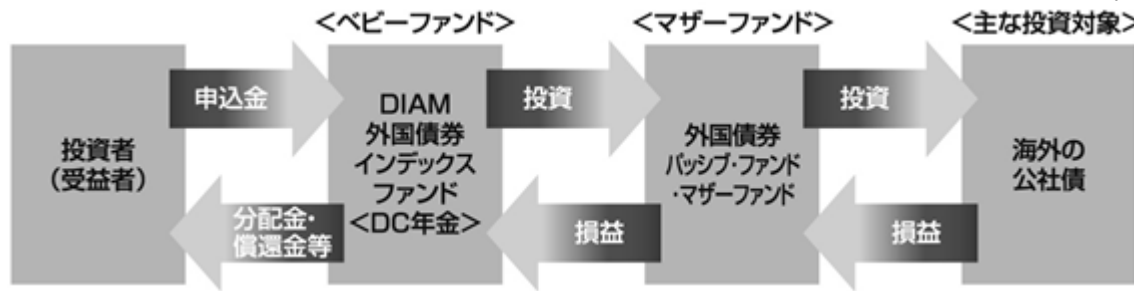 <ベビーファンド>
<マザーファンド>
<主な投資対象>
投資者
(受益者)
申込金
分配金・
償還金等
DIAM
外国債券
インデックス
ファンド
<DC年金>
投資
損益
外国債券
パッシブ・ファンド
・マザーファンド
投資
損益
海外の
公社債